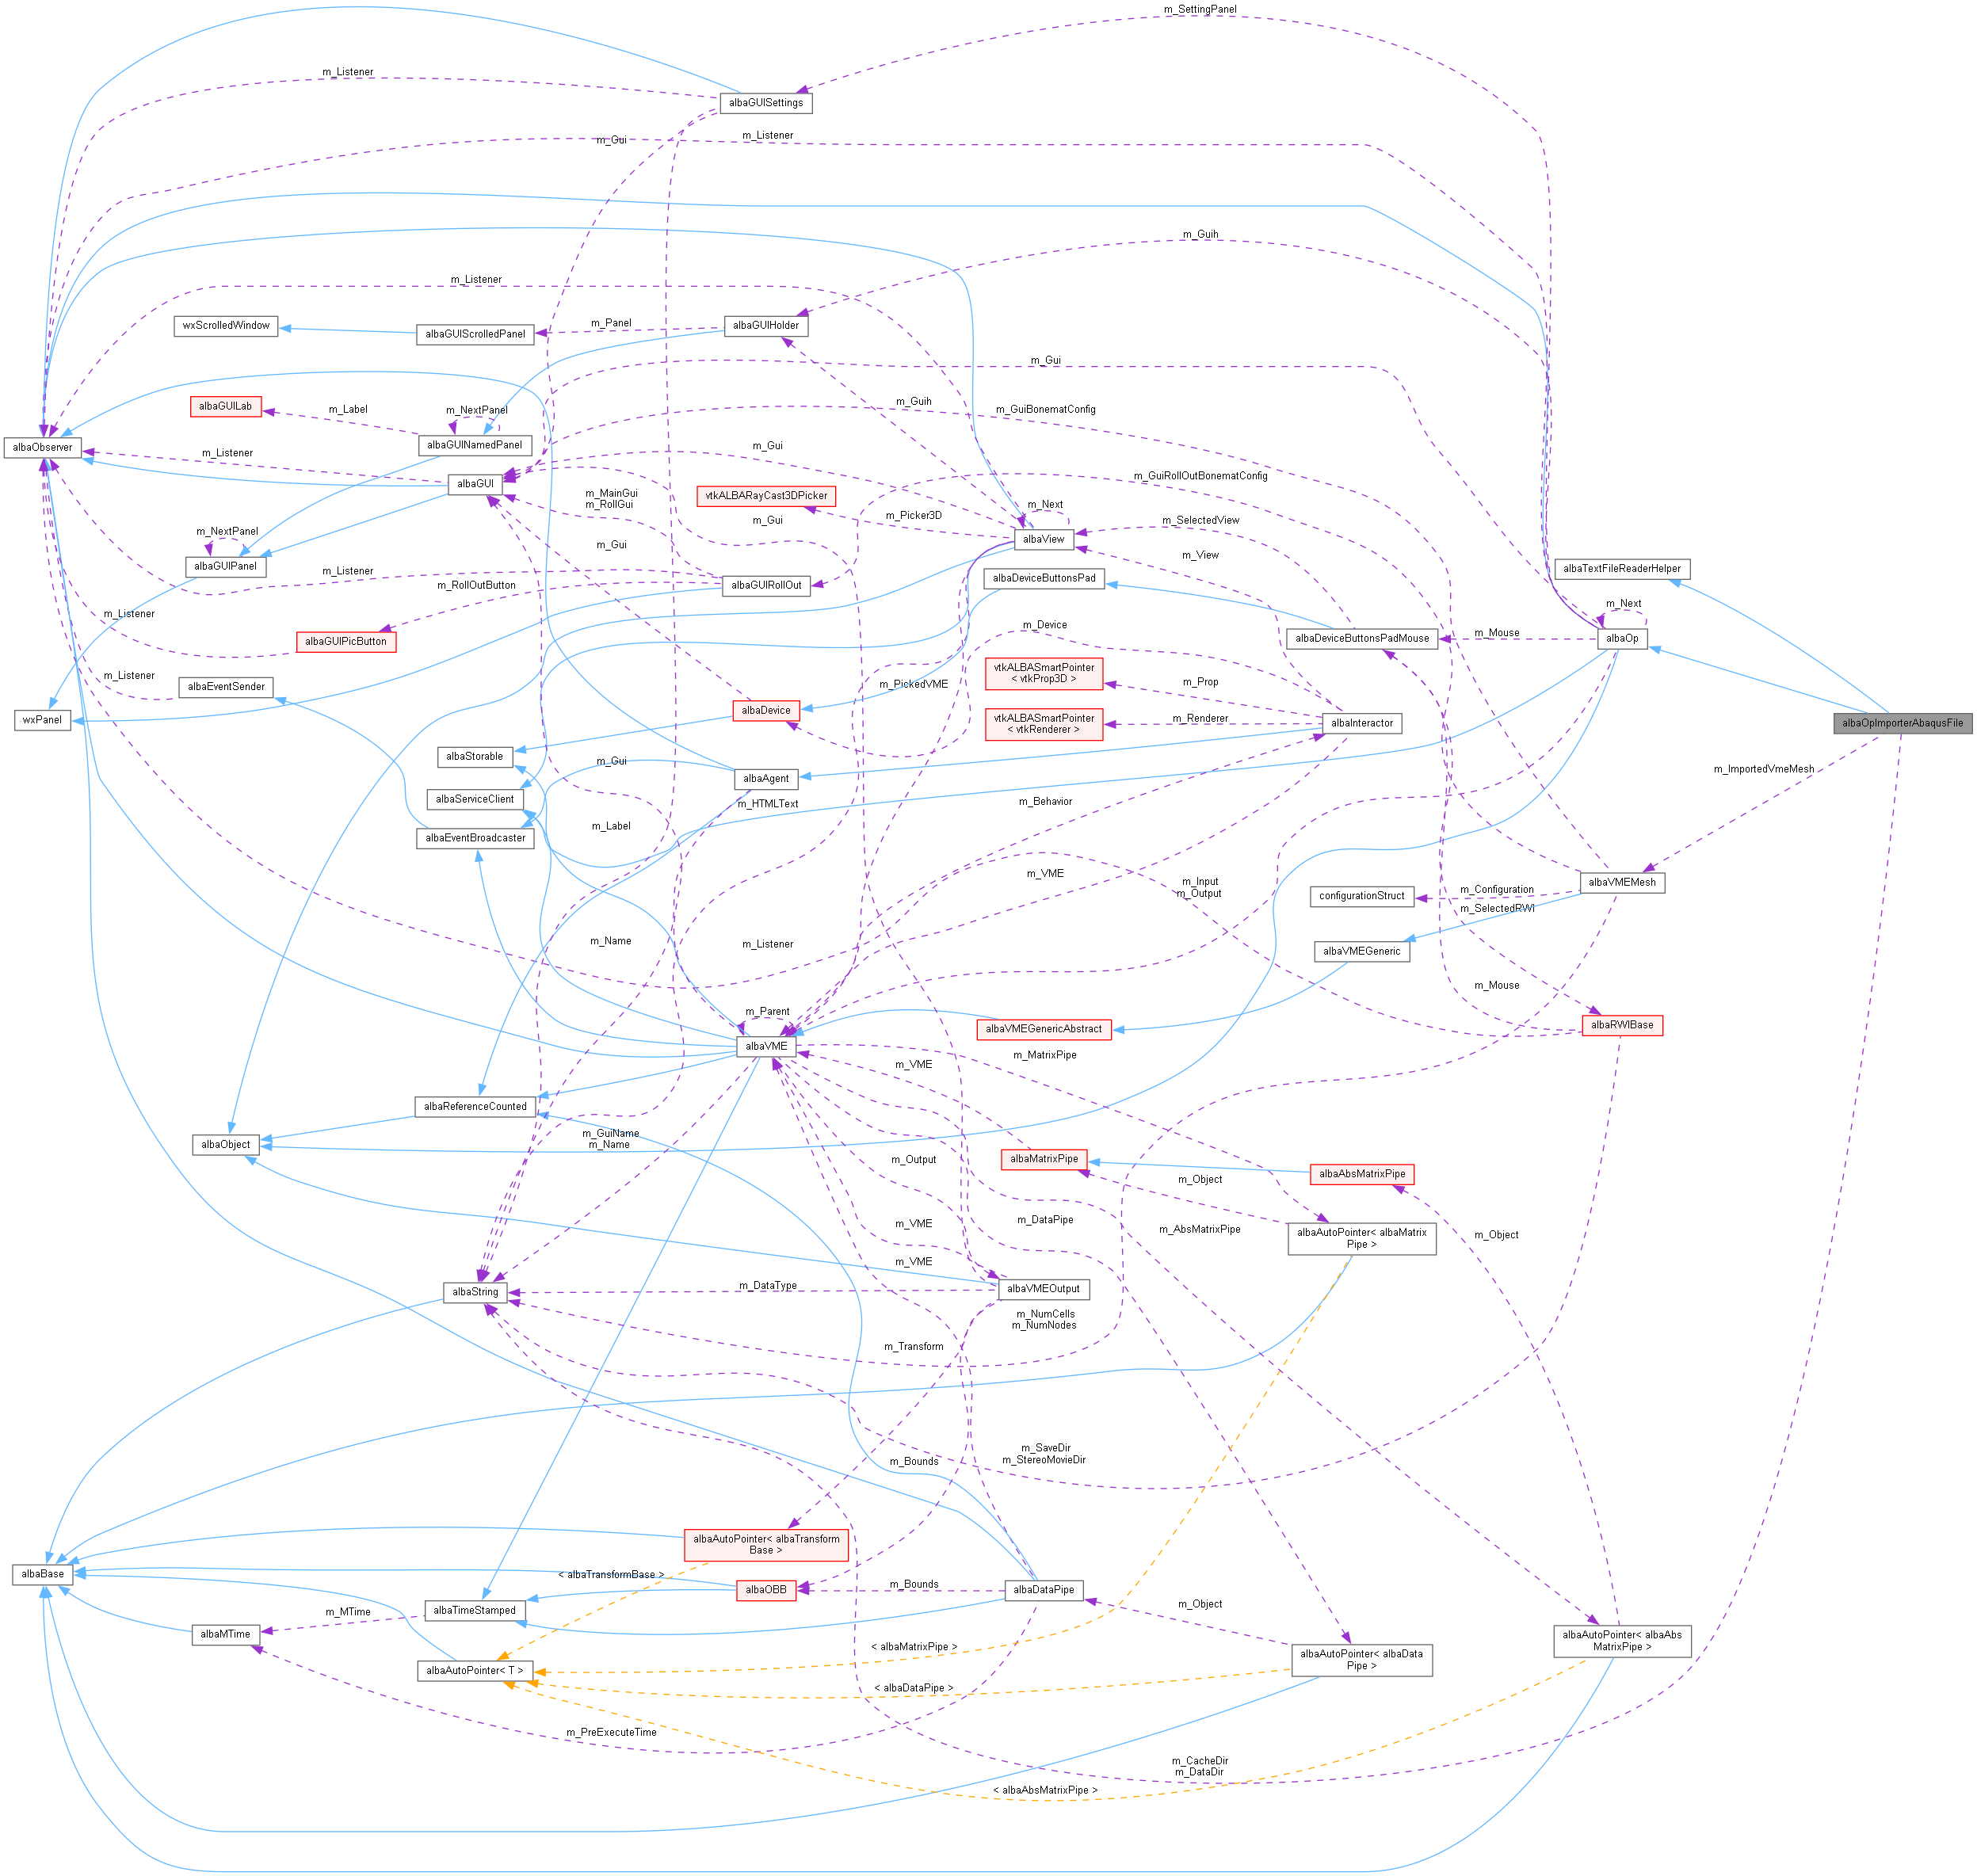 m_SettingPanel
m_Listener
albaGUISettings
m_Gui
m_Listener
m_Guih
m_Listener
wxScrolledWindow
albaGUIScrolledPanel
m_Panel
albaGUIHolder
m_Gui
albaGUILab
m_Label
m_NextPanel
m_Guih
m_GuiBonematConfig
albaObserver
m_Listener
albaGUINamedPanel
m_Gui
albaGUI
m_MainGui
m_RollGui
vtkALBARayCast3DPicker
m_Picker3D
m_Next
albaView
m_SelectedView
m_GuiRollOutBonematConfig
m_NextPanel
albaGUIPanel
m_Listener
m_RollOutButton
m_Gui
m_Gui
albaGUIRollOut
albaDeviceButtonsPad
m_View
albaTextFileReaderHelper
m_Next
m_Listener
albaGUIPicButton
m_Device
albaDeviceButtonsPadMouse
m_Mouse
albaOp
m_Listener
albaEventSender
vtkALBASmartPointer
< vtkProp3D >
m_Prop
wxPanel
albaDevice
m_PickedVME
vtkALBASmartPointer
< vtkRenderer >
m_Renderer
albaInteractor
albaOpImporterAbaqusFile
albaStorable
m_Gui
albaAgent
m_ImportedVmeMesh
albaServiceClient
m_HTMLText
m_Behavior
albaEventBroadcaster
m_Label
m_VME
m_Input
m_Output
configurationStruct
m_Configuration
albaVMEMesh
m_SelectedRWI
m_Name
m_Listener
albaVMEGeneric
m_Mouse
m_Parent
albaVME
albaVMEGenericAbstract
albaRWIBase
m_MatrixPipe
m_VME
albaReferenceCounted
albaObject
m_GuiName
m_Name
m_Output
albaMatrixPipe
albaAbsMatrixPipe
m_Object
m_VME
m_DataPipe
m_AbsMatrixPipe
albaAutoPointer< albaMatrix
Pipe >
m_Object
m_VME
albaString
m_DataType
albaVMEOutput
m_NumCells
m_NumNodes
m_Transform
m_Bounds
m_SaveDir
m_StereoMovieDir
albaBase
albaAutoPointer< albaTransform
Base >
< albaTransformBase >
albaOBB
m_Bounds
albaDataPipe
albaTimeStamped
m_MTime
albaMTime
m_Object
albaAutoPointer< albaAbs
MatrixPipe >
< albaMatrixPipe >
albaAutoPointer< T >
albaAutoPointer< albaData
Pipe >
< albaDataPipe >
m_PreExecuteTime
m_CacheDir
m_DataDir
< albaAbsMatrixPipe >